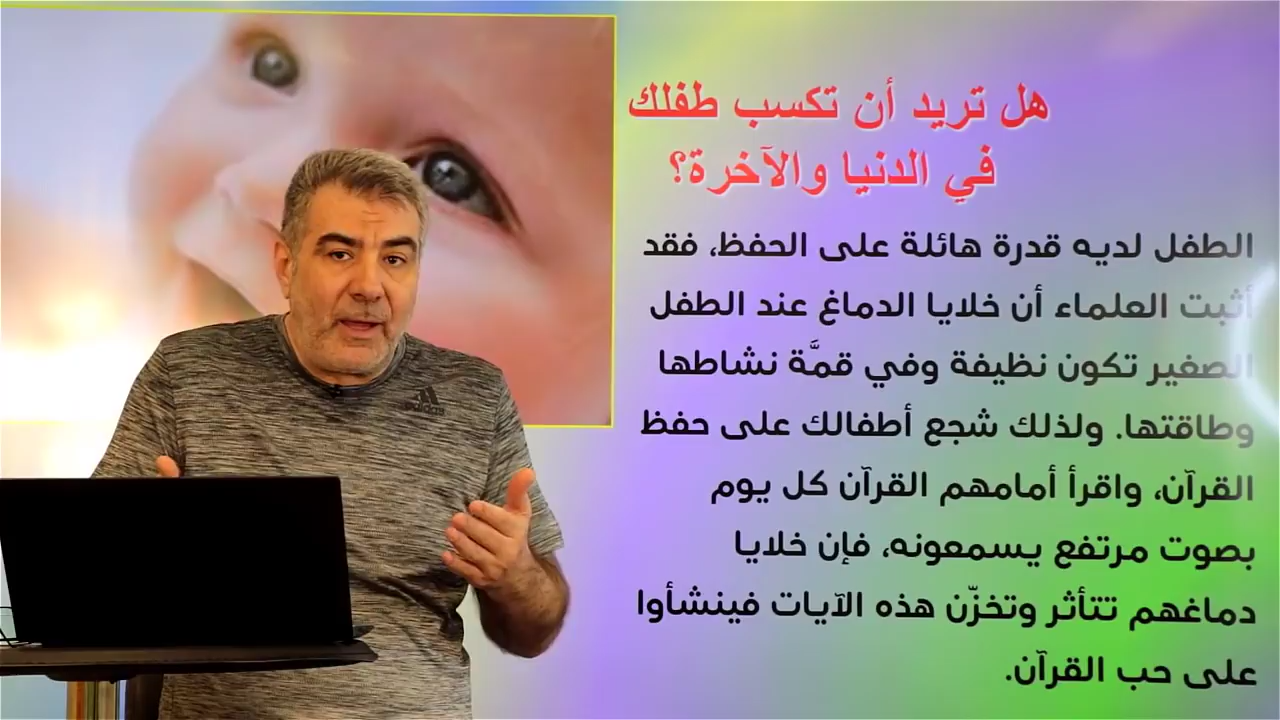 هل تريد أن تكسب طفلك
في الدنيا والآخرة؟
الطفل لديه قدرة هائلة على الحفظ، فقد
أثبت العلماء أن خلايا الدماغ عند الطفل
الصغير تكون نظيفة وفي قمَّة نشاطها
وطاقتها. ولذلك شجع أطفالك على حفظ
القرآن، واقرأ أمامهم القرآن كل يوم
بصوت مرتفع يسمعونه، فإن خلايا
دماغهم تتأثر وتخزّن هذه الآيات فينشأوا
على حب القرآن.
adidas